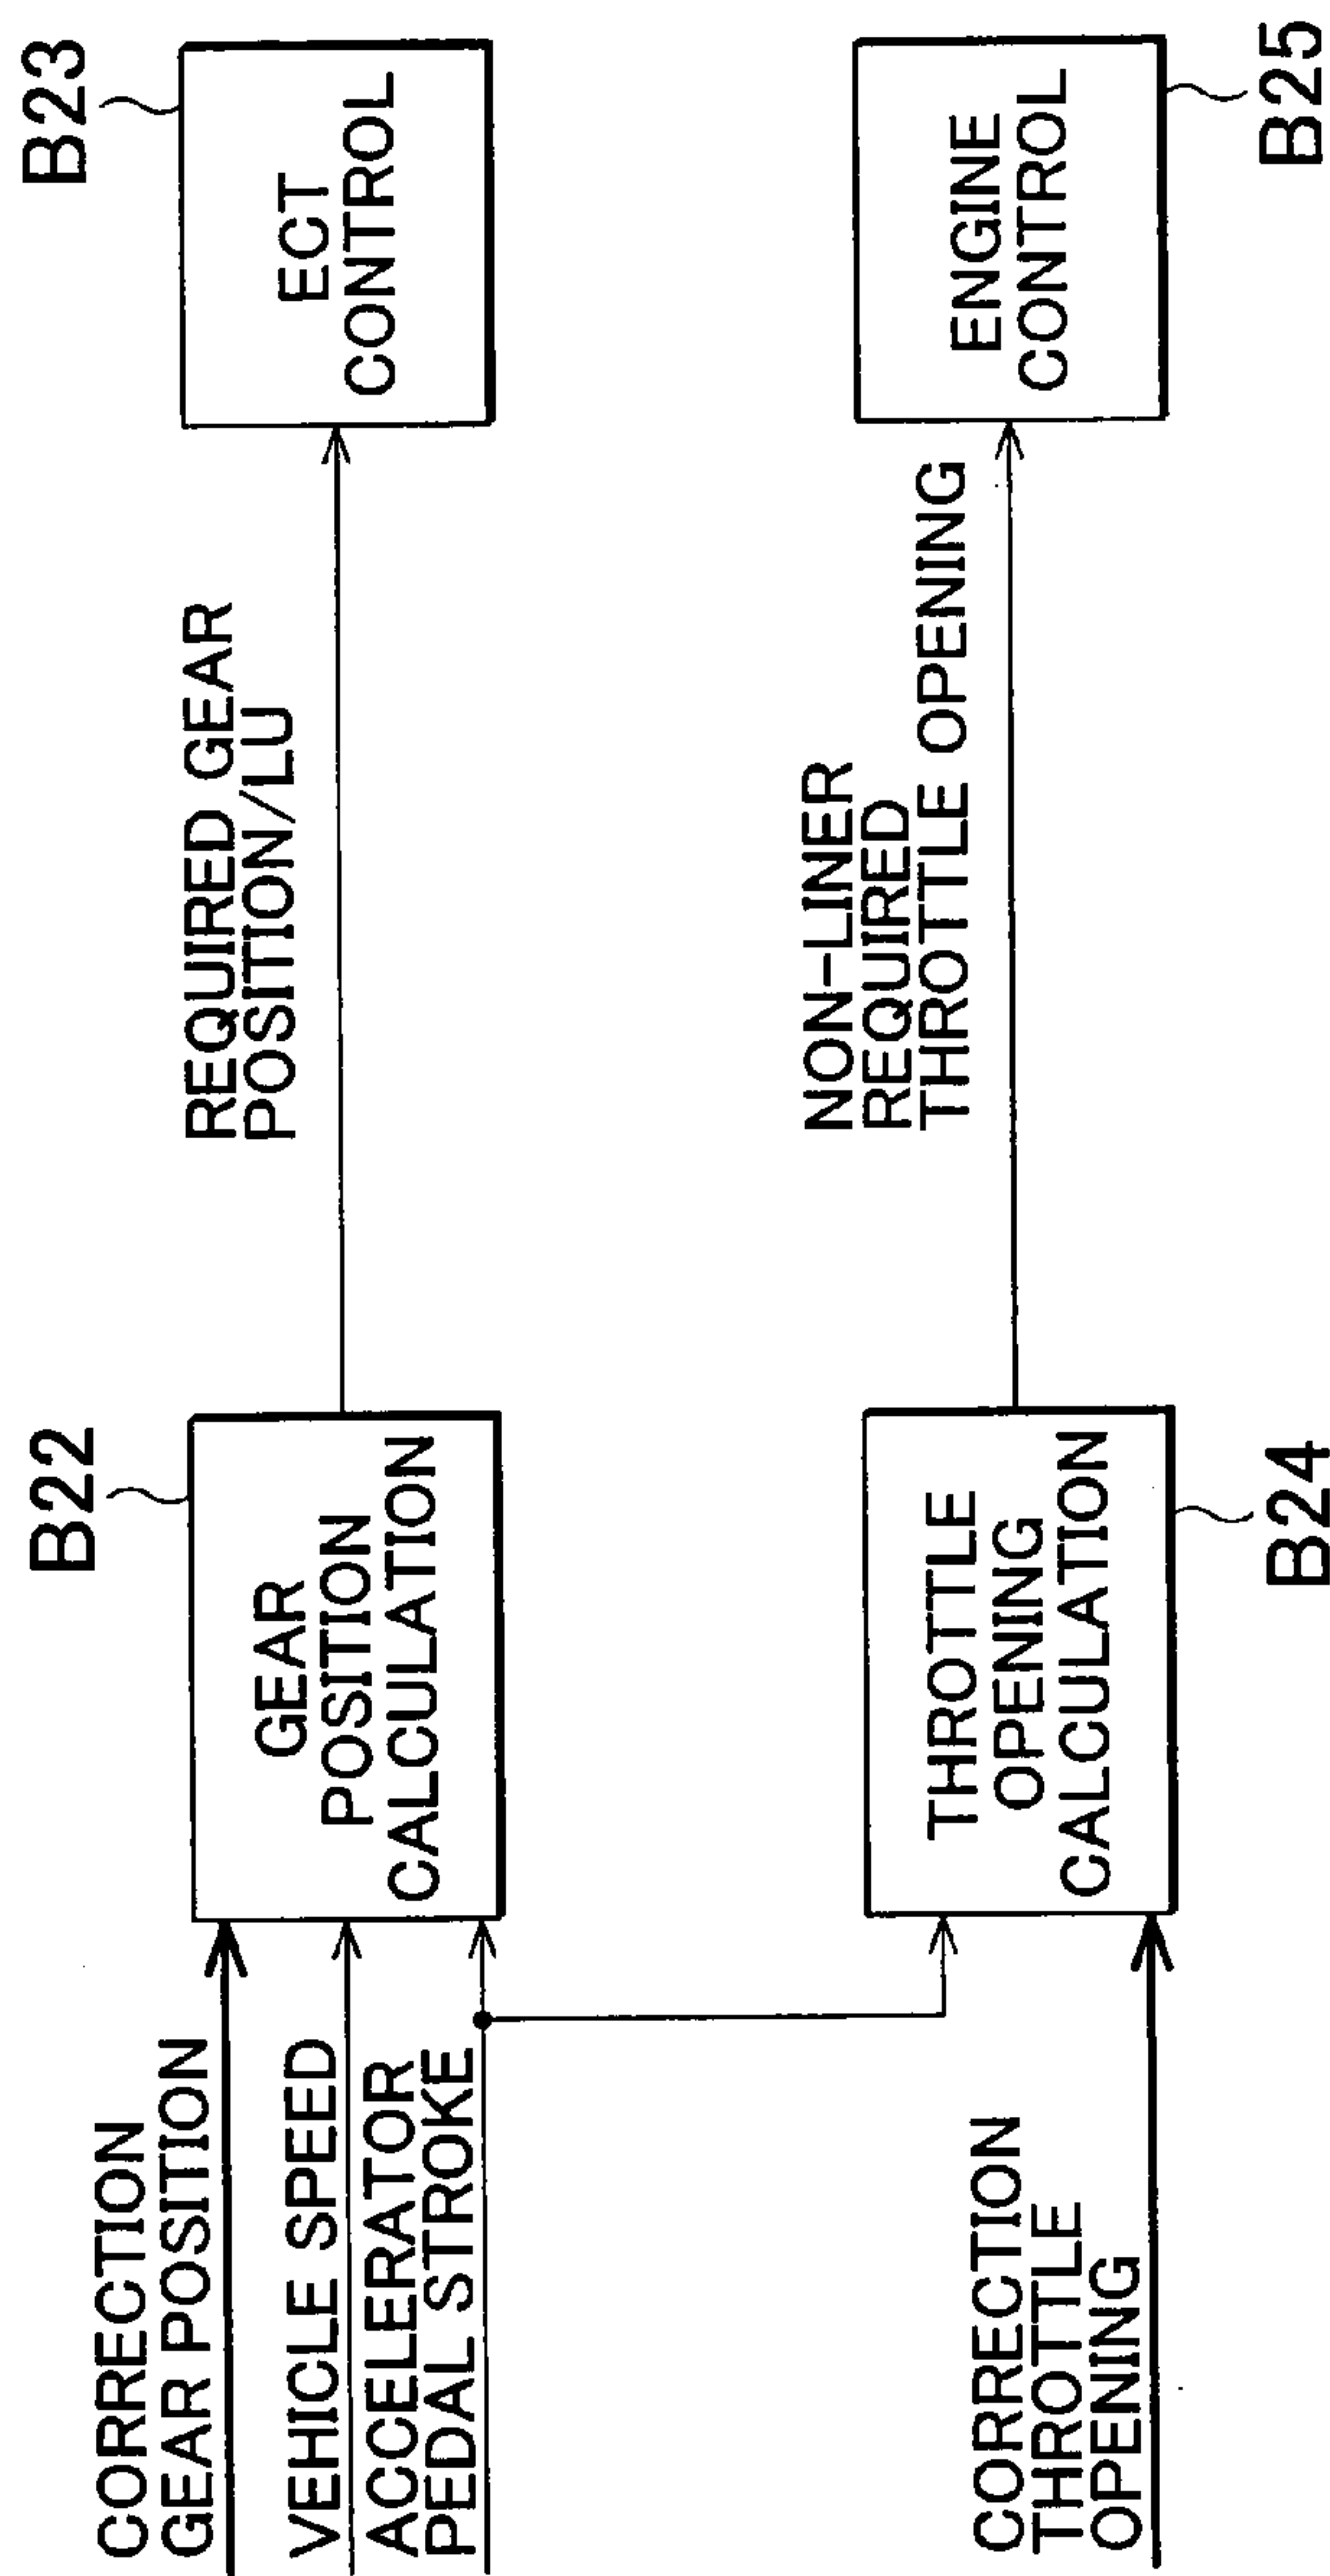 CORRECTION
GEAR POSITION
VEHICLE SPEED
ACCELERATOR
PEDAL STROKE
B22
GEAR
POSITION
CALCULATION
REQUIRED GEAR
POSITION/LU
B23
ECT
CONTROL
CORRECTION
THROTTLE
OPENING
THROTTLE
OPENING
CALCULATION
B24
NON-LINER
REQUIRED
THROTTLE OPENING
ENGINE
CONTROL
B25